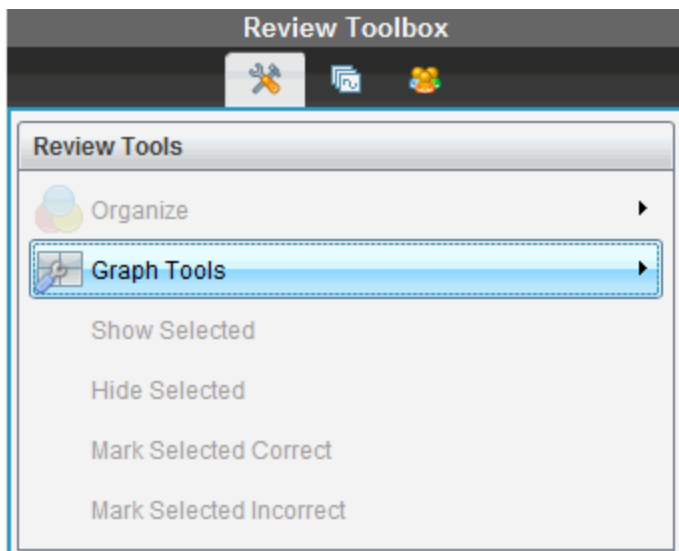 Review Toolbox
Review Tools
Organize
Graph Tools
Show Selected
Hide Selected
Mark Selected Correct
Mark Selected Incorrect